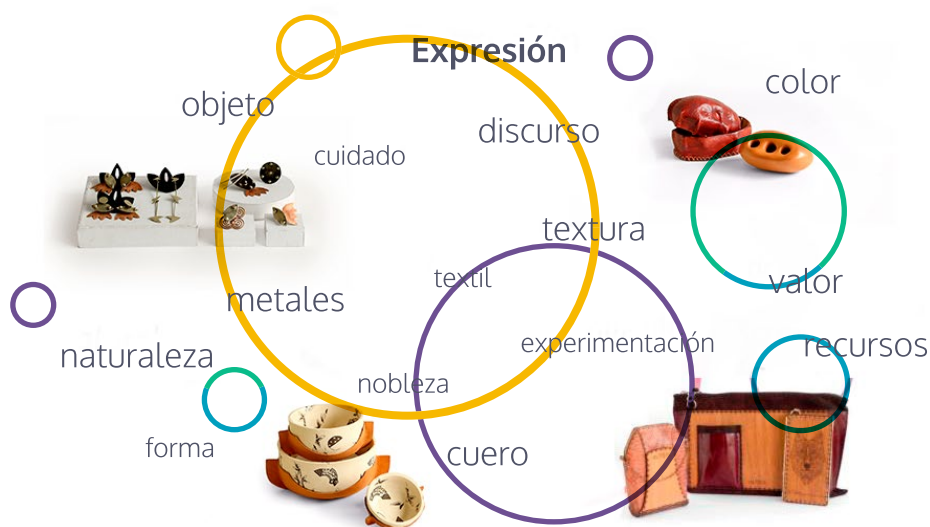 Expresión
color
objeto
discurso
cuidado
textura
textil
valor
metales
experimentación
recursos
naturaleza
nobleza
forma
cuero